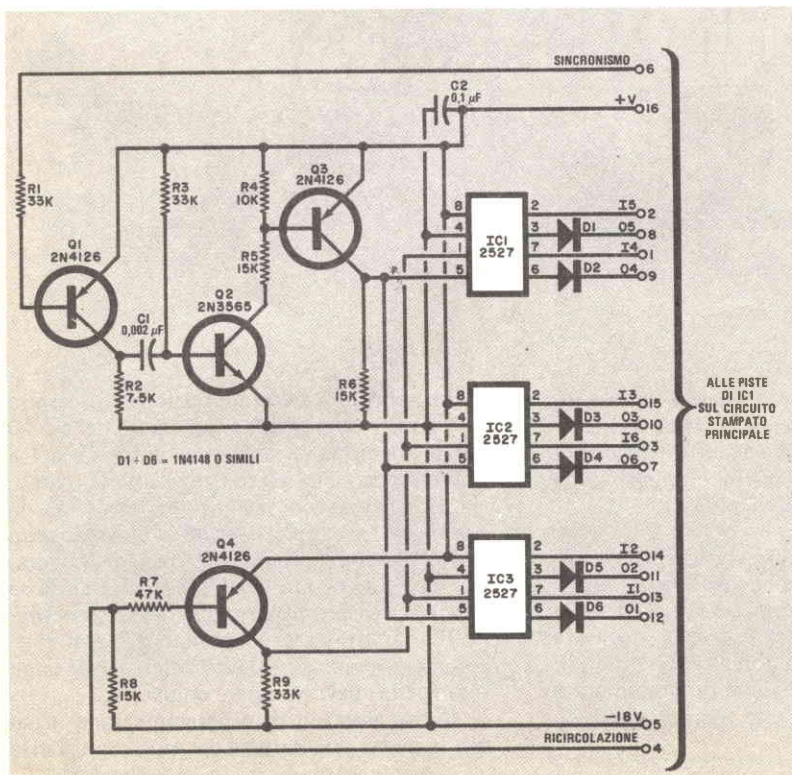 SINCRONISMO
6
C2
0,1 µF
+V
16
R1
33K
R3
33K
R4
10K
Q3
2N4126
Q1
2N4126
R5
15K
C1
0,002 µF
Q2
2N3565
R2
7.5K
R6
15K
D1 ÷ D6 = 1N4148 O SIMILI
8
4
1
5
IC1
2527
2
3
7
6
D1
D2
I5
2
O5
8
I4
1
O4
9
8
4
1
5
IC2
2527
2
3
7
6
D3
D4
I3
15
O3
10
I6
3
O6
7
ALLE PISTE
DI IC1
SUL CIRCUITO
STAMPATO
PRINCIPALE
Q4
2N4126
R7
47K
R8
15K
R9
33K
8
4
1
5
IC3
2527
2
3
7
6
D5
D6
I2
14
O2
11
I1
13
O1
12
−18V
5
RICIRCOLAZIONE
4